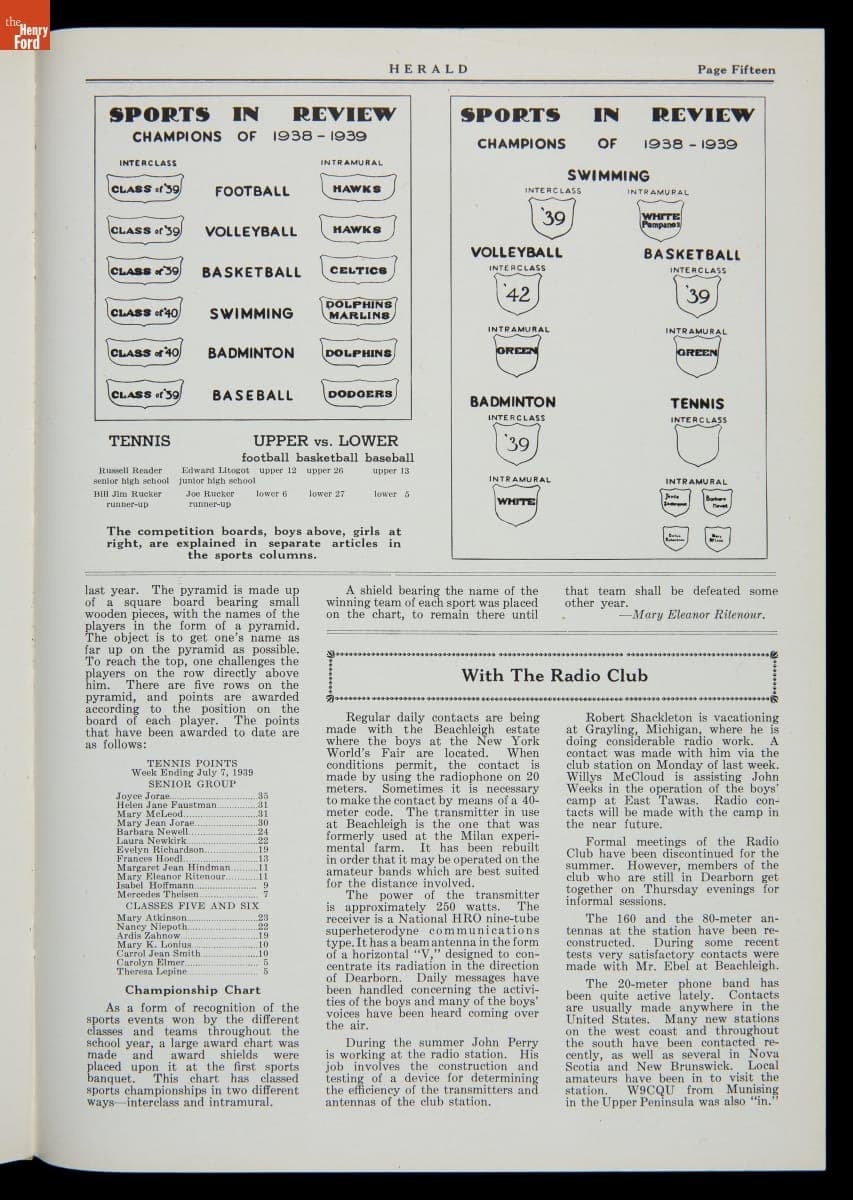 the
Henry
Ford
HERALD
Page Fifteen
SPORTS IN REVIEW
CHAMPIONS OF 1938 - 1939
INTERCLASS INTRAMURAL
CLASS of '39 FOOTBALL HAWKS
CLASS of '39 VOLLEYBALL HAWKS
CLASS of '39 BASKETBALL CELTICS
CLASS of '40 SWIMMING DOLPHINS MARLINS
CLASS of '40 BADMINTON DOLPHINS
CLASS of '39 BASEBALL DODGERS
TENNIS UPPER vs. LOWER
football basketball baseball
Russell Reader Edward Litogot upper 12 upper 26 upper 13
senior high school junior high school
Bill Jim Rucker Joe Rucker lower 6 lower 27 lower 5
runner-up runner-up
The competition boards, boys above, girls at
right, are explained in separate articles in
the sports columns.
SPORTS IN REVIEW
CHAMPIONS OF 1938 - 1939
SWIMMING
INTERCLASS INTRAMURAL
'39 WHITE
Pompanos
VOLLEYBALL BASKETBALL
INTERCLASS INTERCLASS
'42 '39
INTRAMURAL INTRAMURAL
GREEN GREEN
BADMINTON TENNIS
INTERCLASS INTERCLASS
'39
INTRAMURAL INTRAMURAL
WHITE
last year. The pyramid is made up
of a square board bearing small
wooden pieces, with the names of the
players in the form of a pyramid.
The object is to get one's name as
far up on the pyramid as possible.
To reach the top, one challenges the
players on the row directly above
him. There are five rows on the
pyramid, and points are awarded
according to the position on the
board of each player. The points
that have been awarded to date are
as follows:
TENNIS POINTS
Week Ending July 7, 1939
SENIOR GROUP
Joyce Jorae..............................35
Helen Jane Faustman.............31
Mary McLeod.........................31
Mary Jean Jorae.....................30
Barbara Newell.......................24
Laura Newkirk.......................22
Evelyn Richardson..................19
Frances Hoedl.........................13
Margaret Jean Hindman.........11
Mary Eleanor Ritenour...........11
Isabel Hoffmann..................... 9
Mercedes Theisen................... 7
CLASSES FIVE AND SIX
Mary Atkinson........................23
Nancy Niepoth........................22
Ardis Zahnow..........................19
Mary K. Lonius.......................10
Carrol Jean Smith...................10
Carolyn Elmer......................... 5
Theresa Lepine........................ 5
Championship Chart
As a form of recognition of the
sports events won by the different
classes and teams throughout the
school year, a large award chart was
made and award shields were
placed upon it at the first sports
banquet. This chart has classed
sports championships in two different
ways—interclass and intramural.
A shield bearing the name of the
winning team of each sport was placed
on the chart, to remain there until
that team shall be defeated some
other year.
—Mary Eleanor Ritenour.
With The Radio Club
Regular daily contacts are being
made with the Beachleigh estate
where the boys at the New York
World's Fair are located. When
conditions permit, the contact is
made by using the radiophone on 20
meters. Sometimes it is necessary
to make the contact by means of a 40-
meter code. The transmitter in use
at Beachleigh is the one that was
formerly used at the Milan experi-
mental farm. It has been rebuilt
in order that it may be operated on the
amateur bands which are best suited
for the distance involved.
The power of the transmitter
is approximately 250 watts. The
receiver is a National HRO nine-tube
superheterodyne communications
type. It has a beam antenna in the form
of a horizontal "V," designed to con-
centrate its radiation in the direction
of Dearborn. Daily messages have
been handled concerning the activi-
ties of the boys and many of the boys'
voices have been heard coming over
the air.
During the summer John Perry
is working at the radio station. His
job involves the construction and
testing of a device for determining
the efficiency of the transmitters and
antennas of the club station.
Robert Shackleton is vacationing
at Grayling, Michigan, where he is
doing considerable radio work. A
contact was made with him via the
club station on Monday of last week.
Willys McCloud is assisting John
Weeks in the operation of the boys'
camp at East Tawas. Radio con-
tacts will be made with the camp in
the near future.
Formal meetings of the Radio
Club have been discontinued for the
summer. However, members of the
club who are still in Dearborn get
together on Thursday evenings for
informal sessions.
The 160 and the 80-meter an-
tennas at the station have been re-
constructed. During some recent
tests very satisfactory contacts were
made with Mr. Ebel at Beachleigh.
The 20-meter phone band has
been quite active lately. Contacts
are usually made anywhere in the
United States. Many new stations
on the west coast and throughout
the south have been contacted re-
cently, as well as several in Nova
Scotia and New Brunswick. Local
amateurs have been in to visit the
station. W9CQU from Munising
in the Upper Peninsula was also "in."